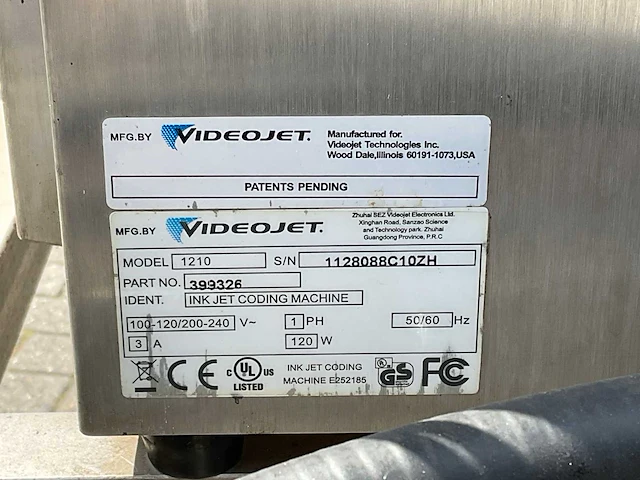 MFG.BY VIDEOJET. Manufactured for.
Videojet Technologies Inc.
Wood Dale,Illinois 60191-1073,USA
PATENTS PENDING
MFG.BY VIDEOJET. Zhuhai SEZ Videojet Electronics Ltd.
Xinghan Road, Sanzao Science
and Technology park. Zhuhai
Guangdong Province, P.R.C
MODEL 1210 S/N 1128088C10ZH
PART NO. 399326
IDENT. INK JET CODING MACHINE
100-120/200-240 V~ 1 PH 50/60 Hz
3 A 120 W
CE C UL US LISTED INK JET CODING GS FC
MACHINE E252185